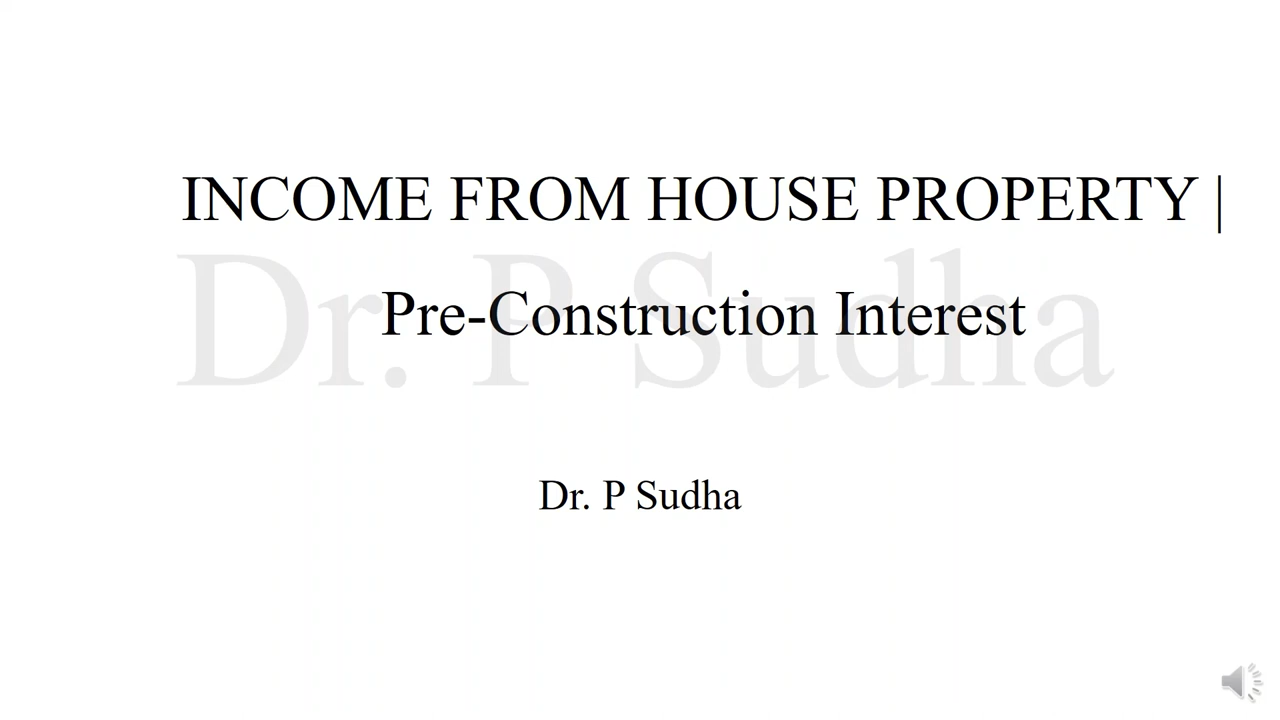 INCOME FROM HOUSE PROPERTY |
Dr. P Sudha
Pre-Construction Interest
Dr. P Sudha